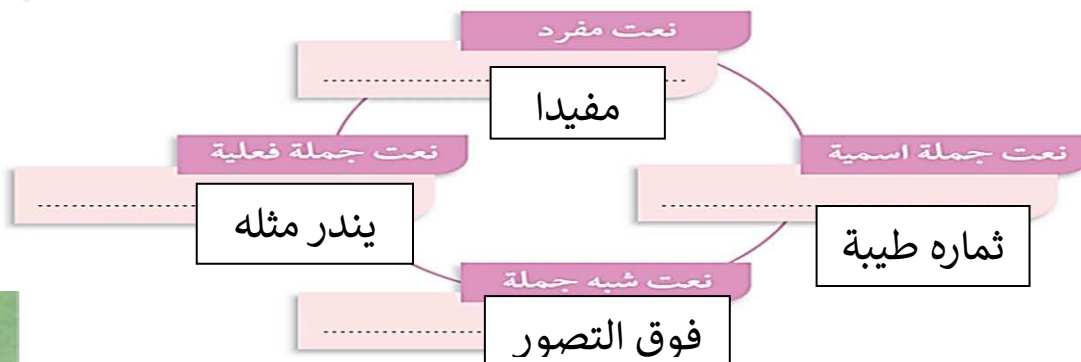 نعت مفرد
مفيدا
نعت جملة اسمية
ثماره طيبة
نعت جملة فعلية
يندر مثله
نعت شبه جملة
فوق التصور